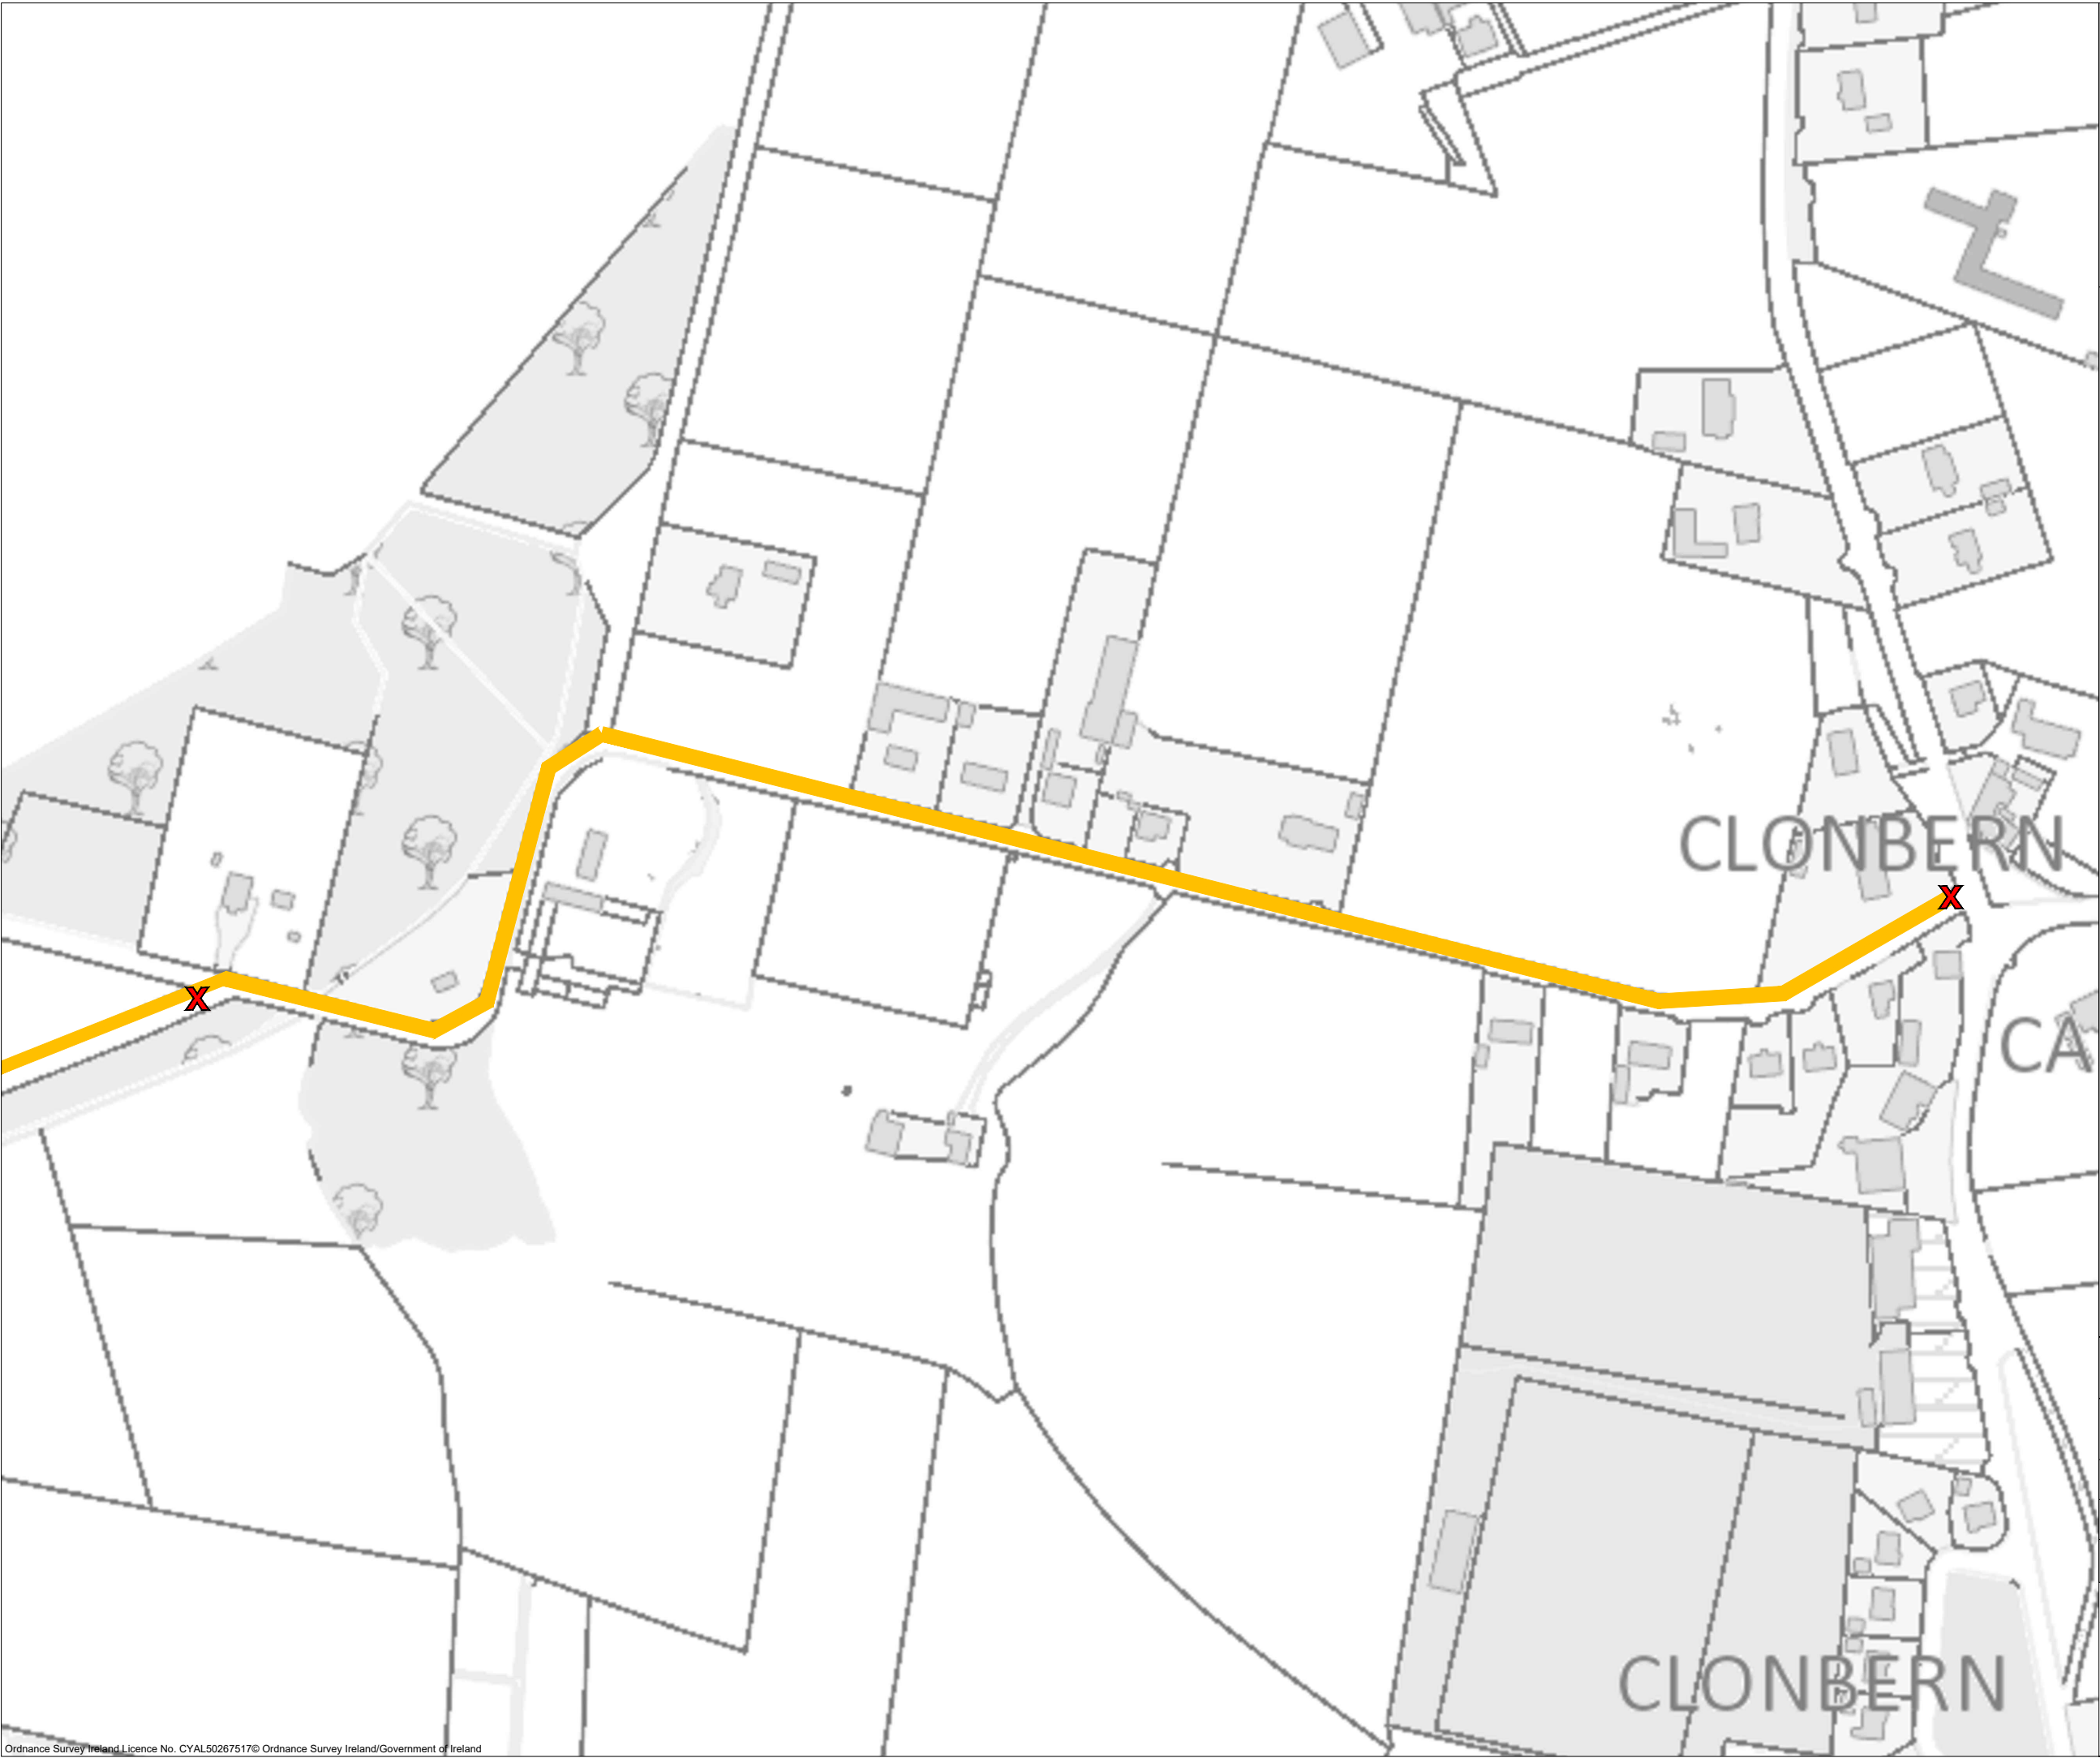 CLONBERN
X
X
CA
CLONBERN
Ordnance Survey Ireland Licence No. CYAL50267517© Ordnance Survey Ireland/Government of Ireland